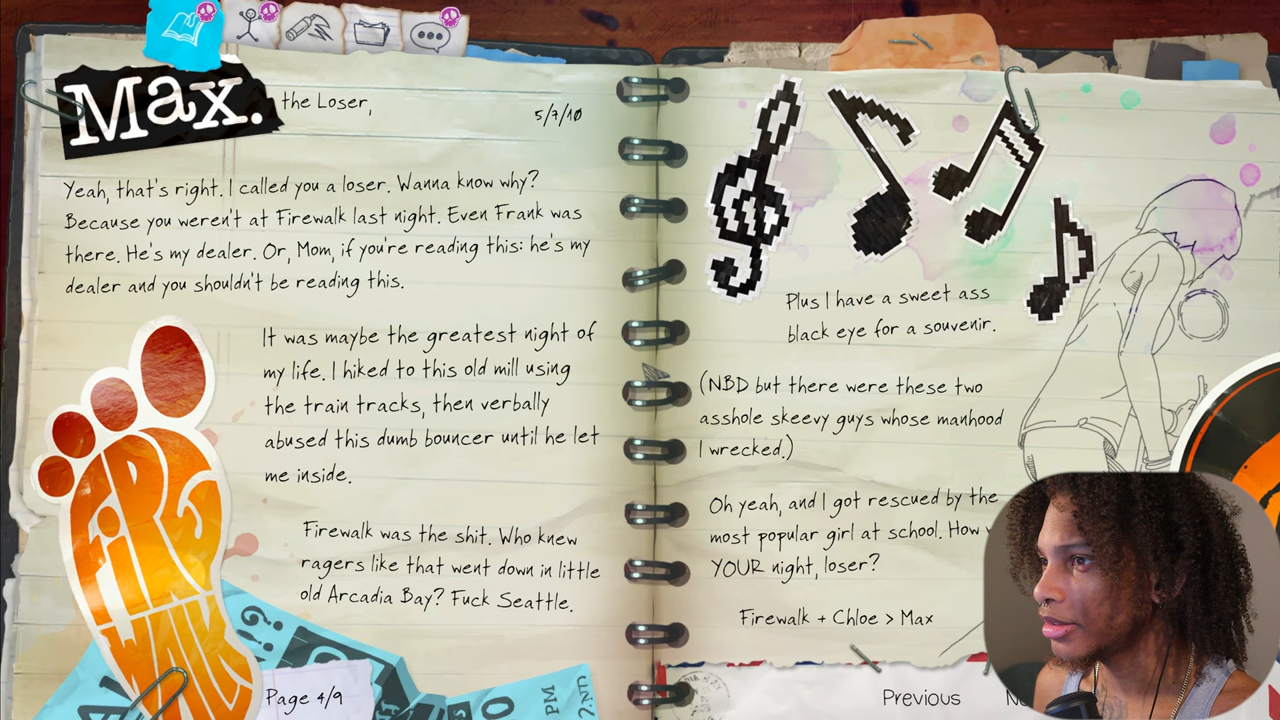 Max. the Loser,
5/7/10
Yeah, that's right. I called you a loser. Wanna know why?
Because you weren't at Firewalk last night. Even Frank was
there. He's my dealer. Or, Mom, if you're reading this: he's my
dealer and you shouldn't be reading this.
It was maybe the greatest night of
my life. I hiked to this old mill using
the train tracks, then verbally
abused this dumb bouncer until he let
me inside.
Firewalk was the shit. Who knew
ragers like that went down in little
old Arcadia Bay? Fuck Seattle.
FIRE
WALK
Page 4/9
PM
2.ND
Plus I have a sweet ass
black eye for a souvenir.
(NBD but there were these two
asshole skeevy guys whose manhood
I wrecked.)
Oh yeah, and I got rescued by the
most popular girl at school. How
YOUR night, loser?
Firewalk + Chloe > Max
Previous